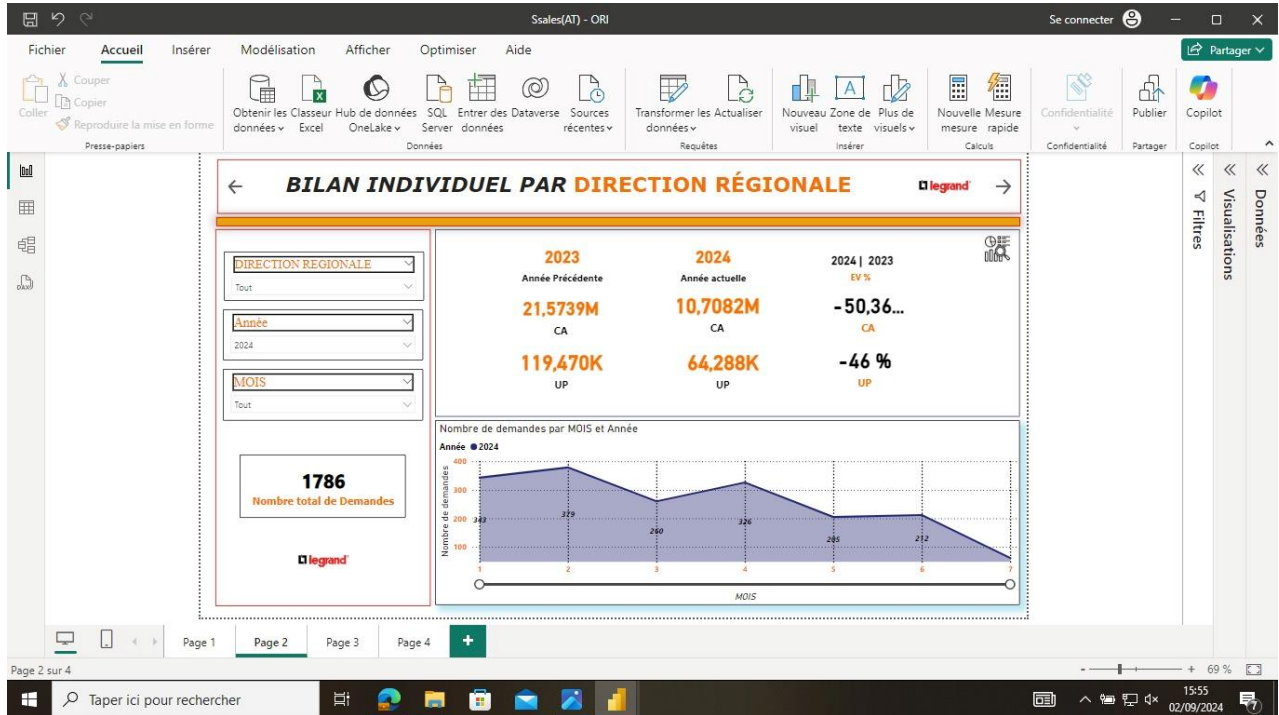 Ssales(AT) - ORI
Se connecter
Fichier Accueil Insérer Modélisation Afficher Optimiser Aide
Partager
Coller
Couper
Copier
Reproduire la mise en forme
Presse-papiers
Obtenir les données
Classeur Excel
Hub de données OneLake
SQL Server
Entrer des données
Dataverse
Sources récentes
Données
Transformer les données
Actualiser
Requêtes
Nouveau visuel
Zone de texte
Plus de visuels
Insérer
Nouvelle mesure
Mesure rapide
Calculs
Confidentialité
Confidentialité
Publier
Partager
Copilot
Copilot
BILAN INDIVIDUEL PAR DIRECTION RÉGIONALE
legrand
DIRECTION REGIONALE
Tout
Année
2024
MOIS
Tout
1786
Nombre total de Demandes
legrand
2023 2024 2024 | 2023
Année Précédente Année actuelle EV %
21,5739M 10,7082M -50,36...
CA CA CA
119,470K 64,288K -46 %
UP UP UP
Nombre de demandes par MOIS et Année
Année 2024
Nombre de demandes
400
300
200
100
343 379 260 326 205 212
1 2 3 4 5 6 7
MOIS
Filtres
Visualisations
Données
Page 1 Page 2 Page 3 Page 4 +
Page 2 sur 4
- + 69 %
Taper ici pour rechercher
15:55
02/09/2024
7